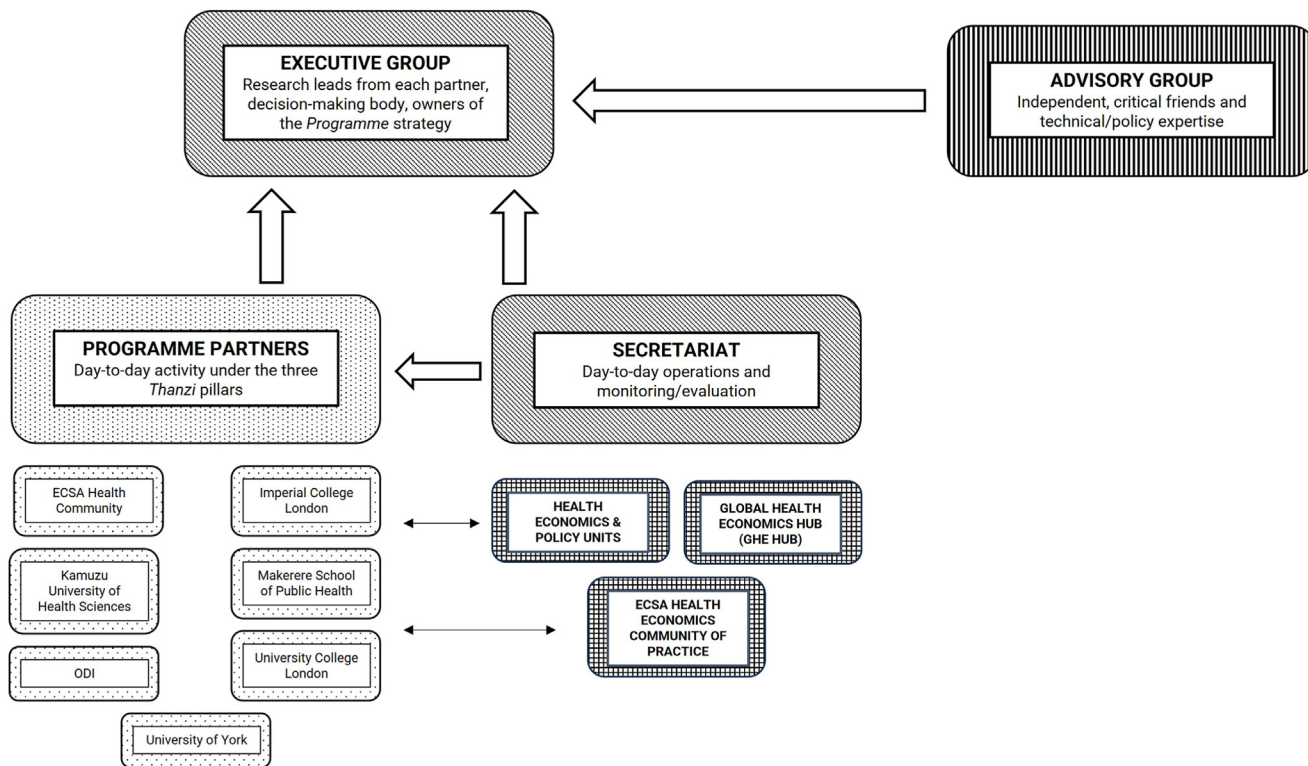 EXECUTIVE GROUP
Research leads from each partner,
decision-making body, owners of
the Programme strategy
ADVISORY GROUP
Independent, critical friends and
technical/policy expertise
PROGRAMME PARTNERS
Day-to-day activity under the three
Thanzi pillars
SECRETARIAT
Day-to-day operations and
monitoring/evaluation
ECSA Health
Community
Imperial College
London
HEALTH
ECONOMICS &
POLICY UNITS
GLOBAL HEALTH
ECONOMICS HUB
(GHE HUB)
Kamuzu
University of
Health Sciences
Makerere School
of Public Health
ECSA HEALTH
ECONOMICS
COMMUNITY OF
PRACTICE
ODI
University College
London
University of York